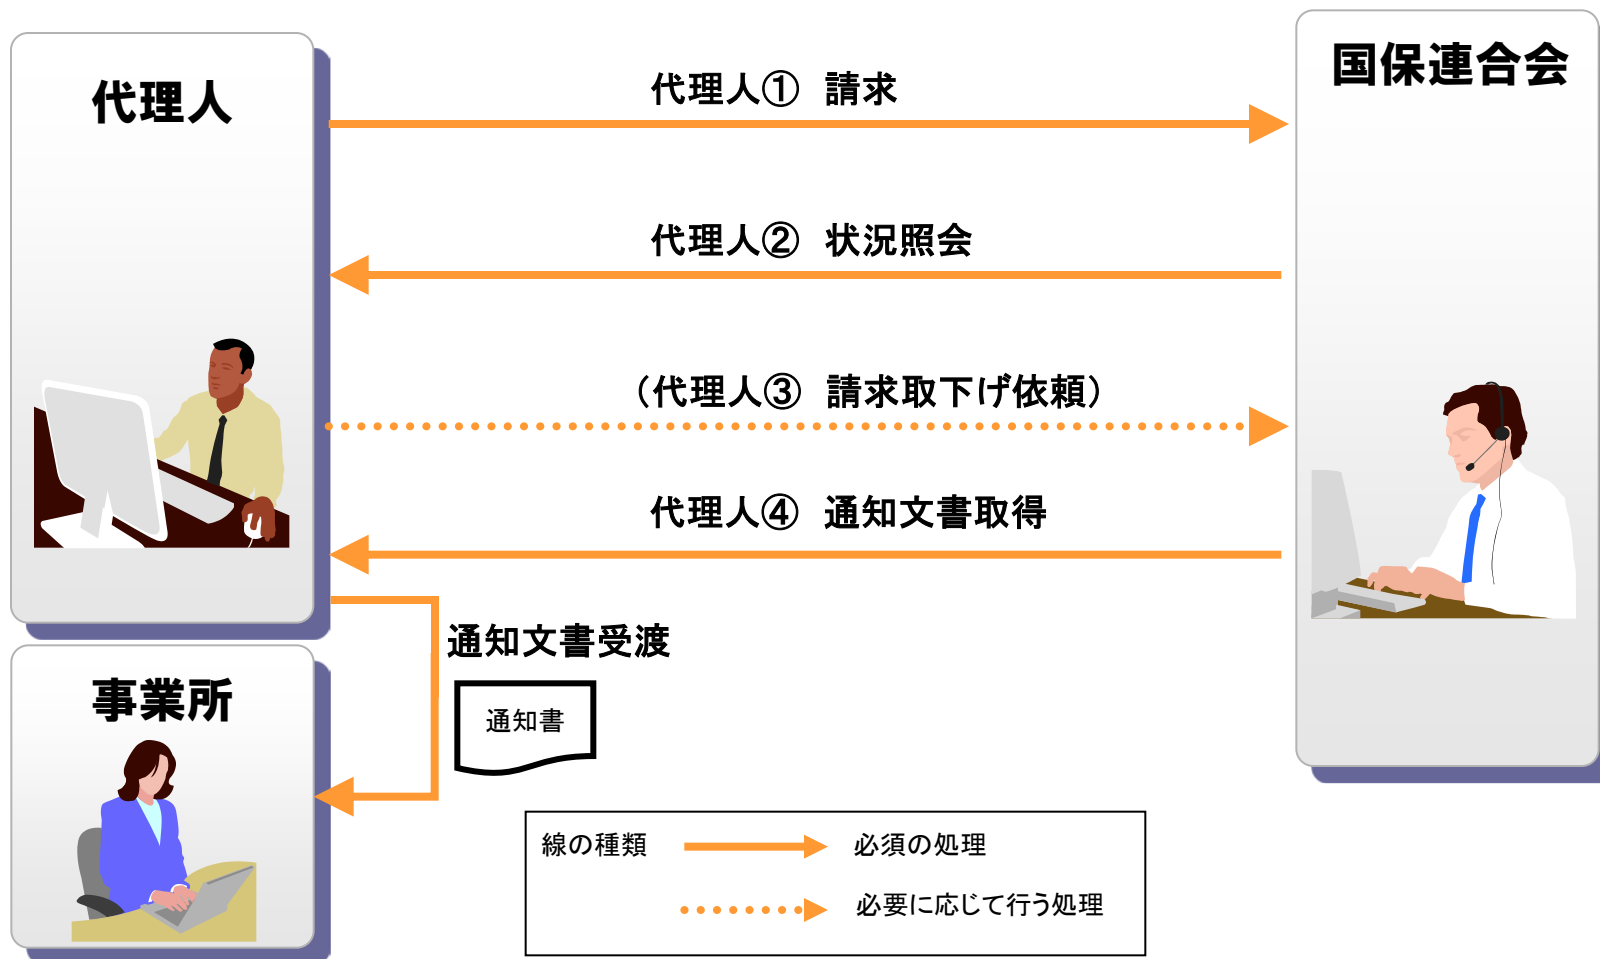 代理人
国保連合会
代理人① 請求
代理人② 状況照会
（代理人③ 請求取下げ依頼）
代理人④ 通知文書取得
通知文書受渡
通知書
事業所
線の種類
必須の処理
必要に応じて行う処理